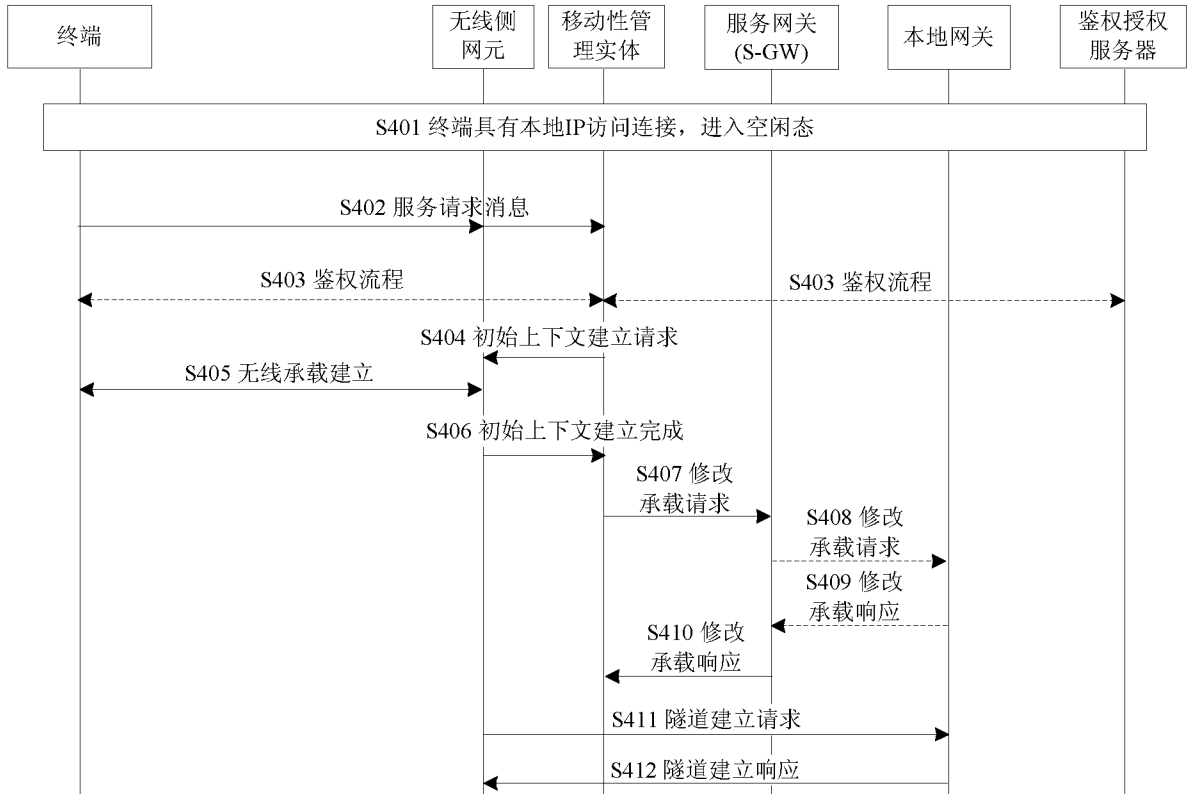 终端
无线侧
网元
移动性管
理实体
服务网关
(S-GW)
本地网关
鉴权授权
服务器
S401 终端具有本地IP访问连接，进入空闲态
S402 服务请求消息
S403 鉴权流程
S403 鉴权流程
S404 初始上下文建立请求
S405 无线承载建立
S406 初始上下文建立完成
S407 修改
承载请求
S408 修改
承载请求
S409 修改
承载响应
S410 修改
承载响应
S411 隧道建立请求
S412 隧道建立响应